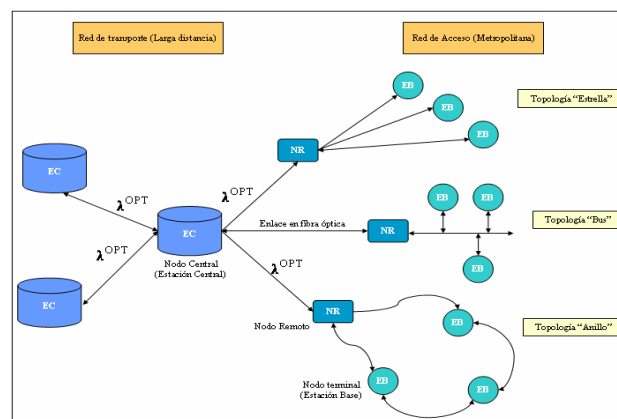 Red de transporte (Larga distancia)
Red de Acceso (Metropolitana)
EB
EB
EB
Topología “Estrella”
NR
EC
λOPT
λOPT
EC
Nodo Central
(Estación Central)
Enlace en fibra óptica
NR
EB
EB
EB
Topología “Bus”
λOPT
EC
λOPT
NR
Nodo Remoto
EB
Topología “Anillo”
Nodo terminal
(Estación Base)
EB
EB